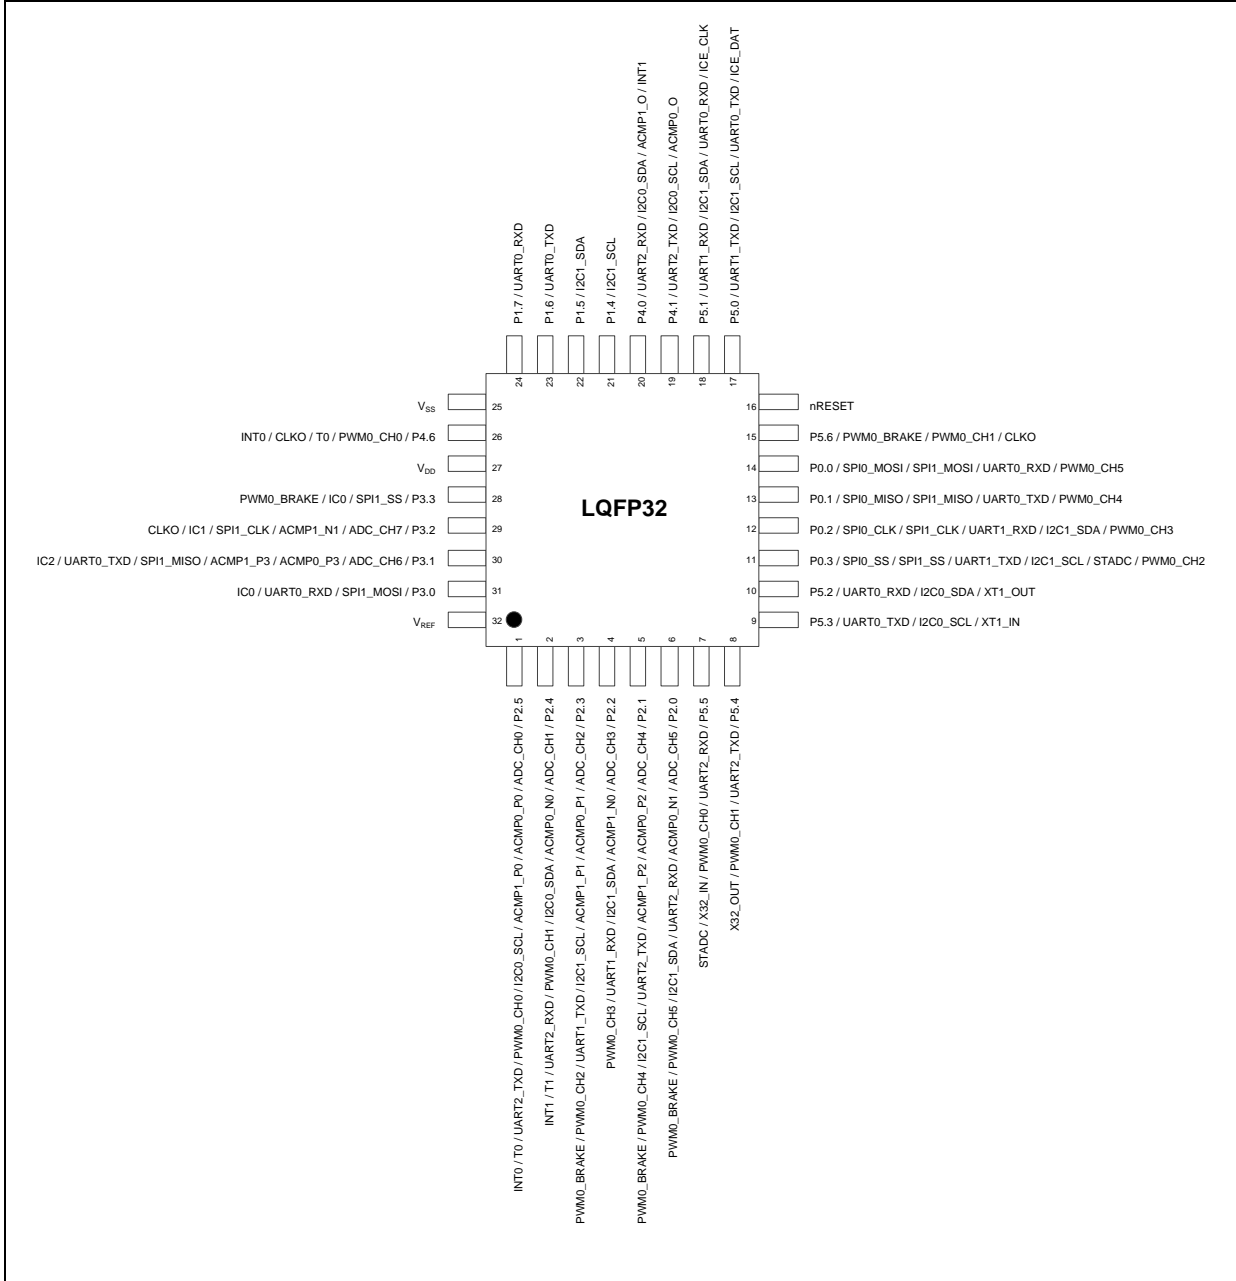 P1.7 / UART0_RXD
P1.6 / UART0_TXD
P1.5 / I2C1_SDA
P1.4 / I2C1_SCL
P4.0 / UART2_RXD / I2C0_SDA / ACMP1_O / INT1
P4.1 / UART2_TXD / I2C0_SCL / ACMP0_O
P5.1 / UART1_RXD / I2C1_SDA / UART0_RXD / ICE_CLK
P5.0 / UART1_TXD / I2C1_SCL / UART0_TXD / ICE_DAT
24 23 22 21 20 19 18 17
VSS 25
INT0 / CLKO / T0 / PWM0_CH0 / P4.6 26
VDD 27
PWM0_BRAKE / IC0 / SPI1_SS / P3.3 28
CLKO / IC1 / SPI1_CLK / ACMP1_N1 / ADC_CH7 / P3.2 29
IC2 / UART0_TXD / SPI1_MISO / ACMP1_P3 / ACMP0_P3 / ADC_CH6 / P3.1 30
IC0 / UART0_RXD / SPI1_MOSI / P3.0 31
VREF 32
LQFP32
16 nRESET
15 P5.6 / PWM0_BRAKE / PWM0_CH1 / CLKO
14 P0.0 / SPI0_MOSI / SPI1_MOSI / UART0_RXD / PWM0_CH5
13 P0.1 / SPI0_MISO / SPI1_MISO / UART0_TXD / PWM0_CH4
12 P0.2 / SPI0_CLK / SPI1_CLK / UART1_RXD / I2C1_SDA / PWM0_CH3
11 P0.3 / SPI0_SS / SPI1_SS / UART1_TXD / I2C1_SCL / STADC / PWM0_CH2
10 P5.2 / UART0_RXD / I2C0_SDA / XT1_OUT
9 P5.3 / UART0_TXD / I2C0_SCL / XT1_IN
1 2 3 4 5 6 7 8
INT0 / T0 / UART2_TXD / PWM0_CH0 / I2C0_SCL / ACMP1_P0 / ACMP0_P0 / ADC_CH0 / P2.5
INT1 / T1 / UART2_RXD / PWM0_CH1 / I2C0_SDA / ACMP0_N0 / ADC_CH1 / P2.4
PWM0_BRAKE / PWM0_CH2 / UART1_TXD / I2C1_SCL / ACMP1_P1 / ACMP0_P1 / ADC_CH2 / P2.3
PWM0_CH3 / UART1_RXD / I2C1_SDA / ACMP1_N0 / ADC_CH3 / P2.2
PWM0_BRAKE / PWM0_CH4 / I2C1_SCL / UART2_TXD / ACMP1_P2 / ACMP0_P2 / ADC_CH4 / P2.1
PWM0_BRAKE / PWM0_CH5 / I2C1_SDA / UART2_RXD / ACMP0_N1 / ADC_CH5 / P2.0
STADC / X32_IN / PWM0_CH0 / UART2_RXD / P5.5
X32_OUT / PWM0_CH1 / UART2_TXD / P5.4